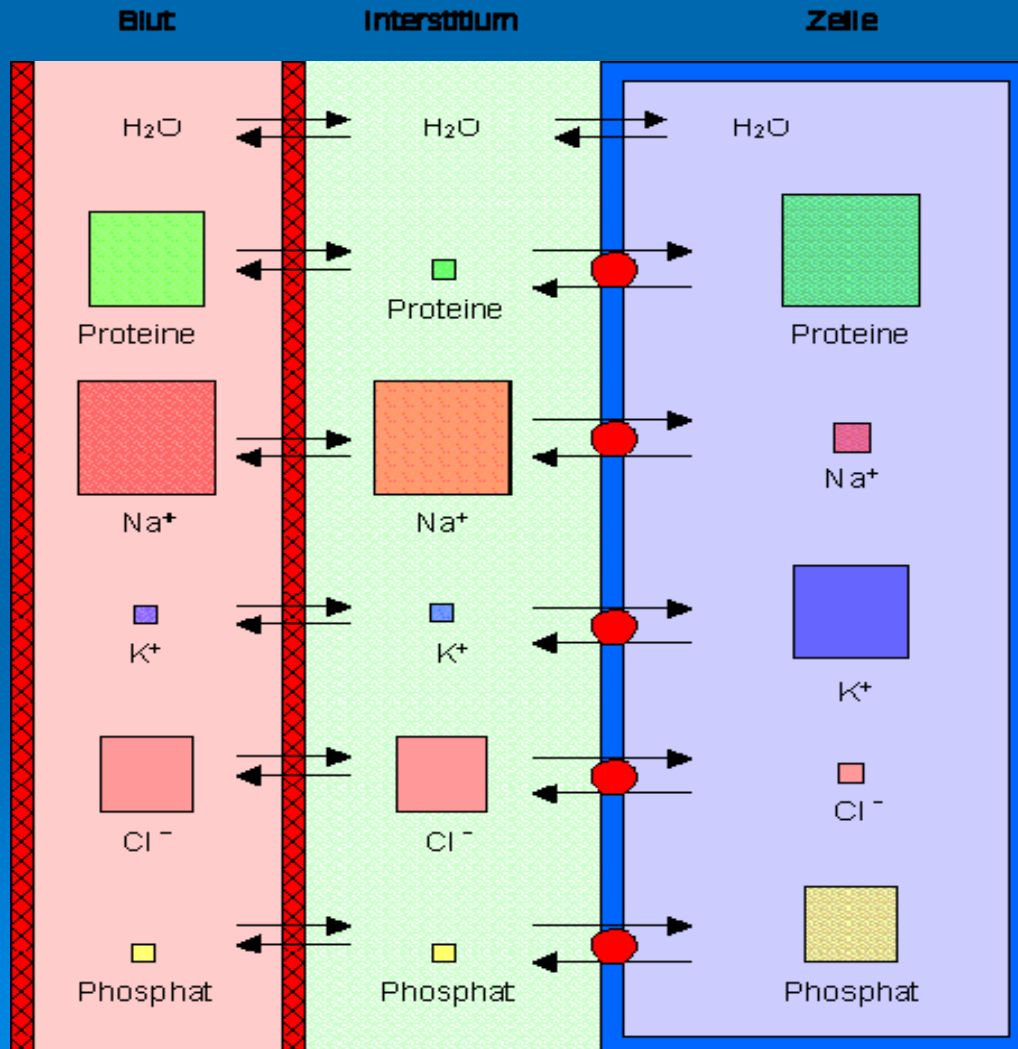 Blut Interstitium Zelle
H₂O H₂O H₂O
Proteine Proteine Proteine
Na⁺ Na⁺ Na⁺
K⁺ K⁺ K⁺
Cl⁻ Cl⁻ Cl⁻
Phosphat Phosphat Phosphat